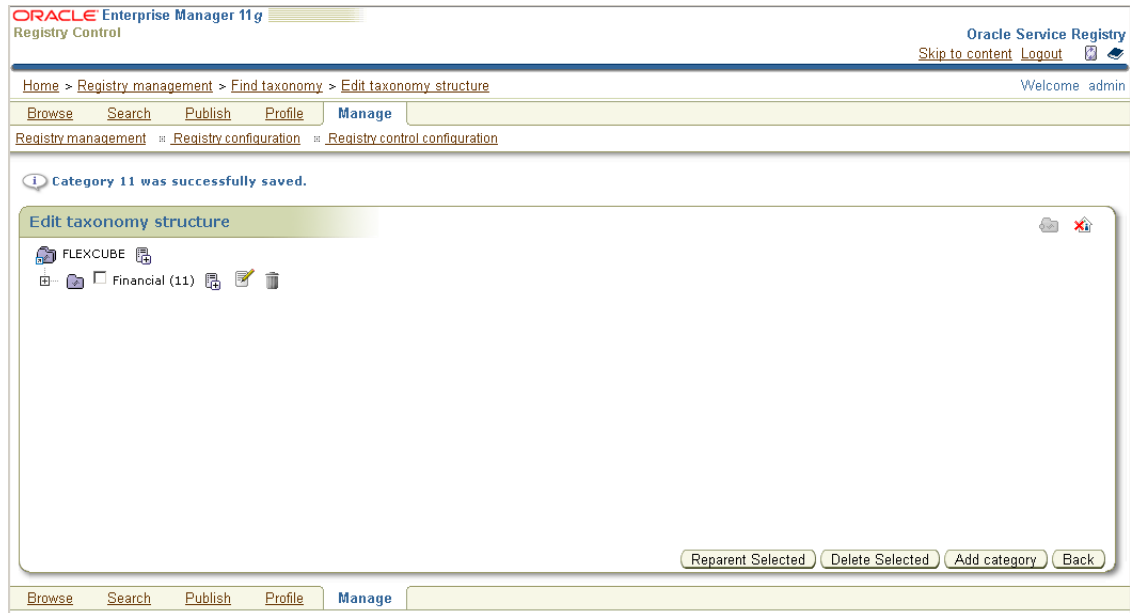 ORACLE Enterprise Manager 11g
Registry Control
Oracle Service Registry
Skip to content Logout
Home > Registry management > Find taxonomy > Edit taxonomy structure
Welcome admin
Browse Search Publish Profile Manage
Registry management Registry configuration Registry control configuration
Category 11 was successfully saved.
Edit taxonomy structure
FLEXCUBE
Financial (11)
Reparent Selected Delete Selected Add category Back
Browse Search Publish Profile Manage